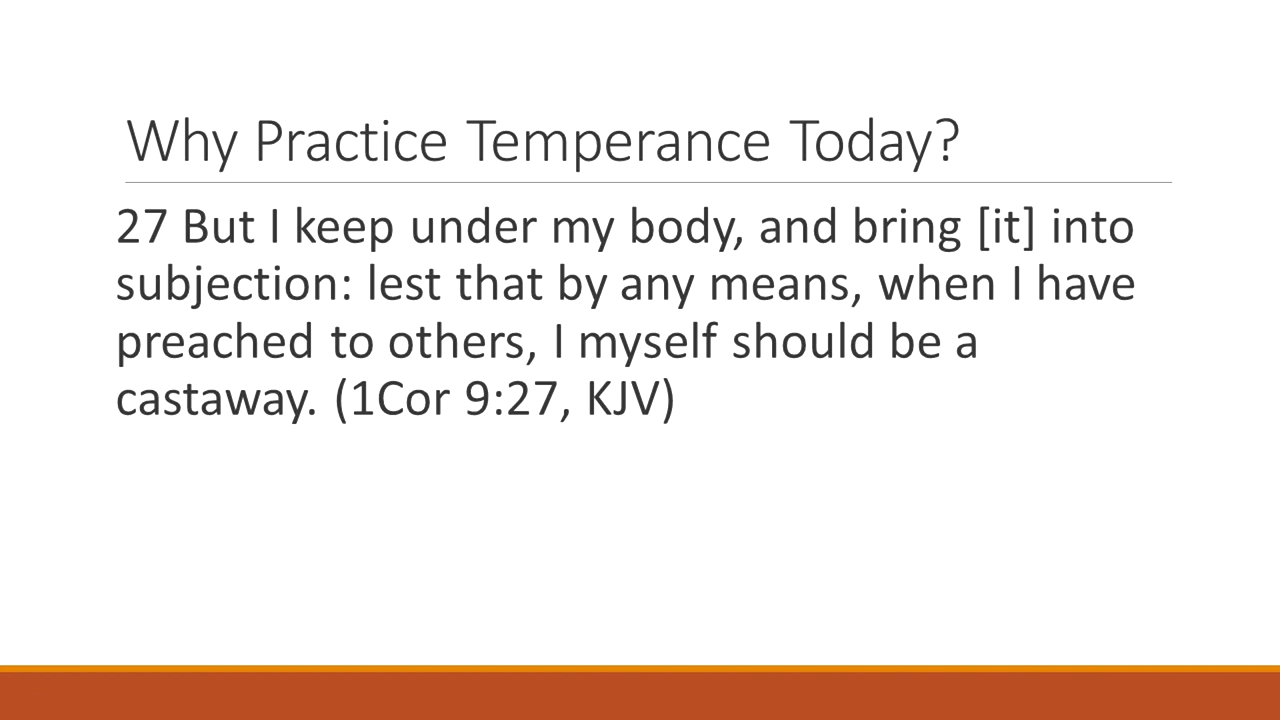 Why Practice Temperance Today?
27 But I keep under my body, and bring [it] into
subjection: lest that by any means, when I have
preached to others, I myself should be a
castaway. (1Cor 9:27, KJV)